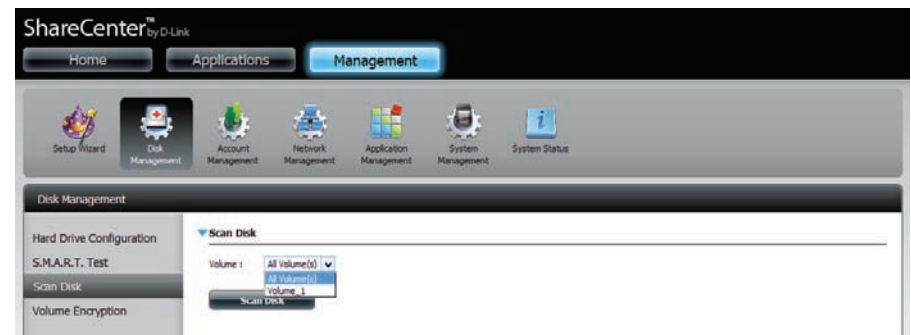 ShareCenter™ by D-Link
Home Applications Management
Setup Wizard
Disk Management
Account Management
Network Management
Application Management
System Management
System Status
Disk Management
Hard Drive Configuration
S.M.A.R.T. Test
Scan Disk
Volume Encryption
Scan Disk
Volume : All Volume(s)
All Volume(s)
Volume_1
Scan Disk